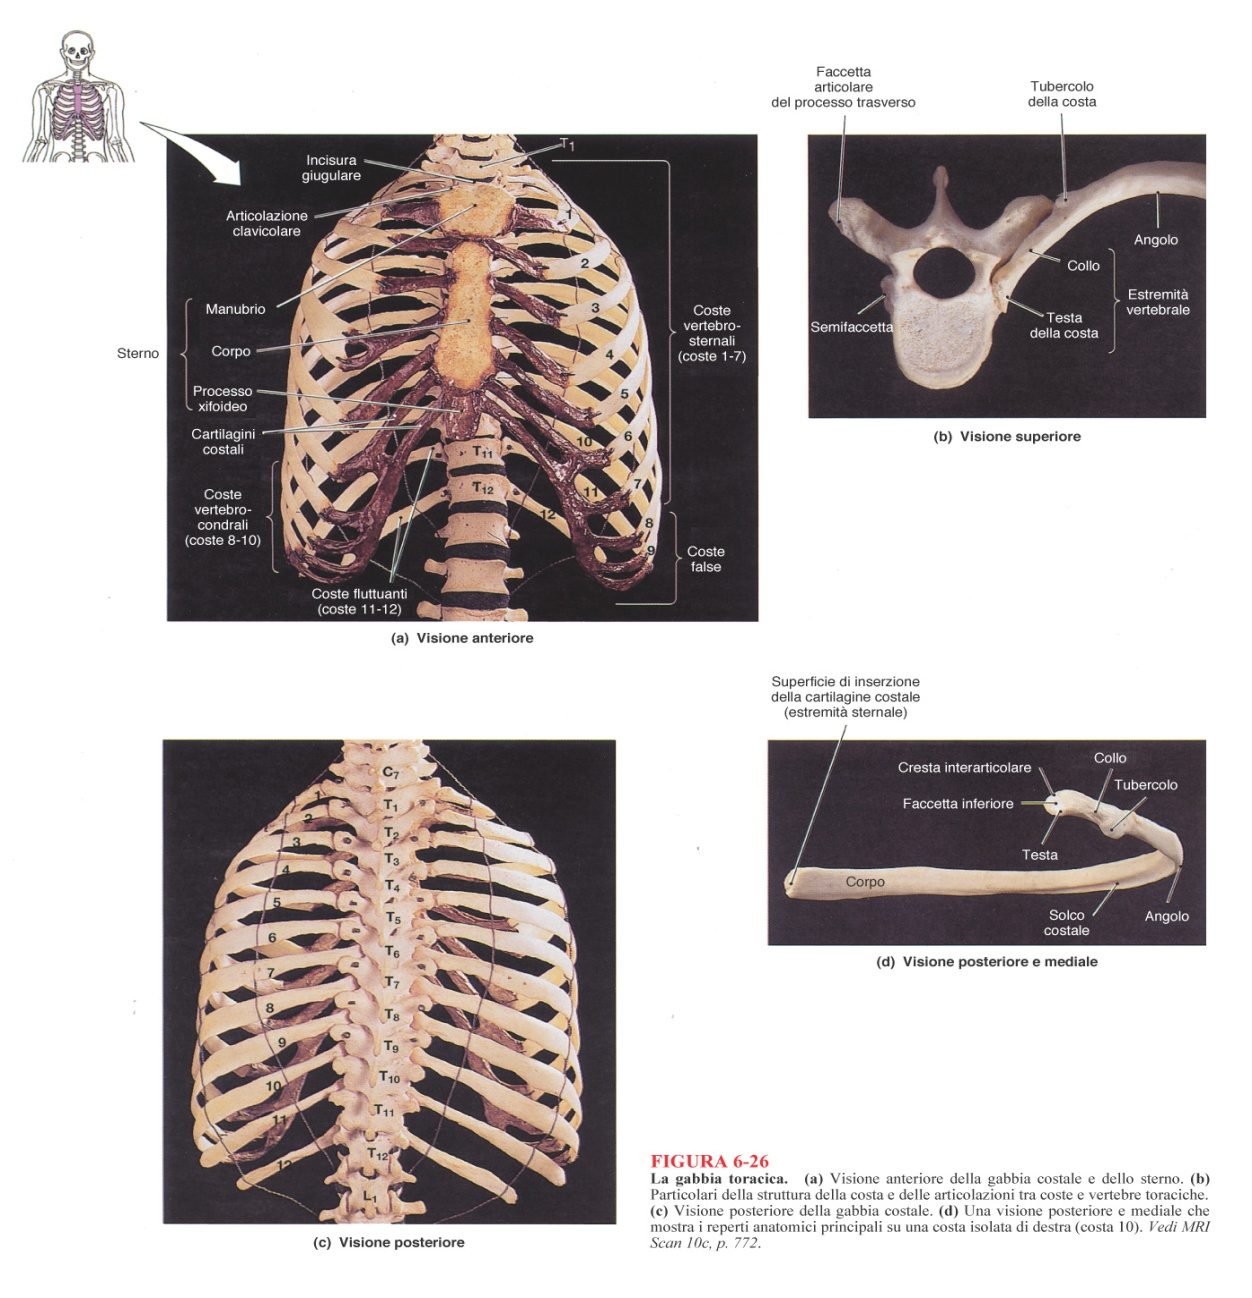 Incisura
giugulare
Articolazione
clavicolare
Manubrio
Sterno
Corpo
Processo
xifoideo
Cartilagini
costali
Coste
vertebro-
condrali
(coste 8-10)
Coste fluttuanti
(coste 11-12)
T1
1
2
3
4
5
6
7
8
9
10
11
12
T11
T12
Coste
vertebro-
sternali
(coste 1-7)
Coste
false
(a) Visione anteriore
Faccetta
articolare
del processo trasverso
Tubercolo
della costa
Angolo
Collo
Estremità
vertebrale
Testa
della costa
Semifaccetta
(b) Visione superiore
C7
T1
T2
T3
T4
T5
T6
T7
T8
T9
T10
T11
T12
L1
1
2
3
4
5
6
7
8
9
10
11
12
(c) Visione posteriore
Superficie di inserzione
della cartilagine costale
(estremità sternale)
Cresta interarticolare
Collo
Tubercolo
Faccetta inferiore
Testa
Corpo
Solco
costale
Angolo
(d) Visione posteriore e mediale
FIGURA 6-26
La gabbia toracica. (a) Visione anteriore della gabbia costale e dello sterno. (b)
Particolari della struttura della costa e delle articolazioni tra coste e vertebre toraciche.
(c) Visione posteriore della gabbia costale. (d) Una visione posteriore e mediale che
mostra i reperti anatomici principali su una costa isolata di destra (costa 10). Vedi MRI
Scan 10c, p. 772.